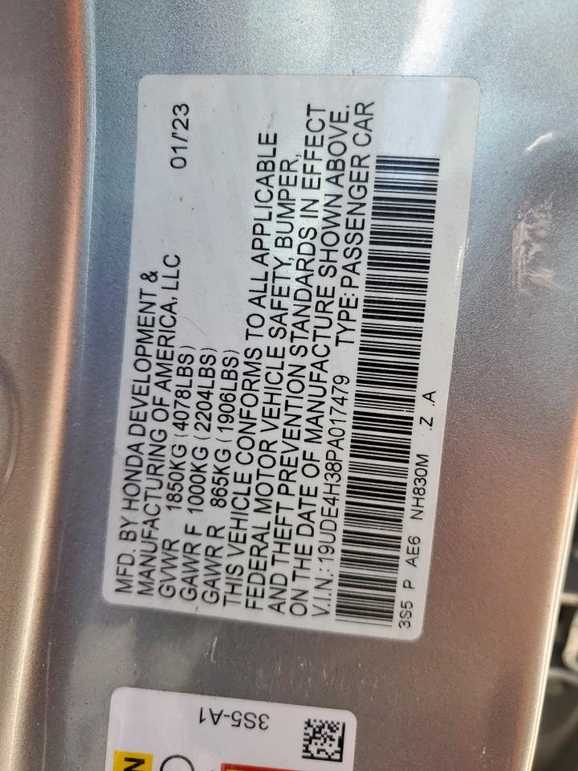 MFD. BY HONDA DEVELOPMENT &
MANUFACTURING OF AMERICA, LLC 01/'23
GVWR 1850KG (4078LBS)
GAWR F 1000KG (2204LBS)
GAWR R 865KG (1906LBS)
THIS VEHICLE CONFORMS TO ALL APPLICABLE
FEDERAL MOTOR VEHICLE SAFETY, BUMPER,
AND THEFT PREVENTION STANDARDS IN EFFECT
ON THE DATE OF MANUFACTURE SHOWN ABOVE.
V.I.N.: 19UDE4H38PA017479 TYPE: PASSENGER CAR
3S5 P AE6 NH830M .Z .A
3S5-A1